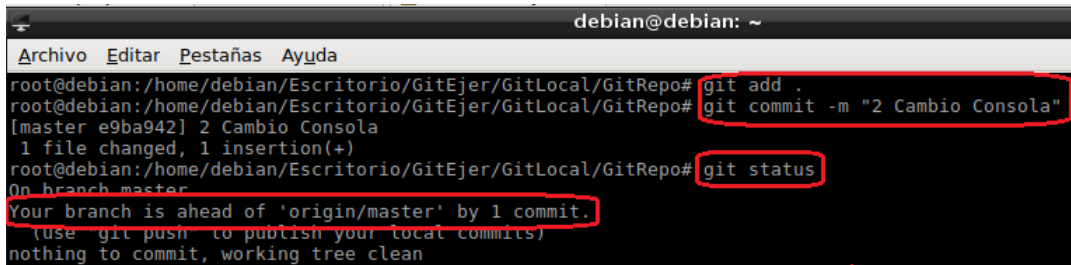 debian@debian: ~
Archivo Editar Pestañas Ayuda
root@debian:/home/debian/Escritorio/GitEjer/GitLocal/GitRepo# git add .
root@debian:/home/debian/Escritorio/GitEjer/GitLocal/GitRepo# git commit -m "2 Cambio Consola"
[master e9ba942] 2 Cambio Consola
1 file changed, 1 insertion(+)
root@debian:/home/debian/Escritorio/GitEjer/GitLocal/GitRepo# git status
On branch master
Your branch is ahead of 'origin/master' by 1 commit.
(use "git push" to publish your local commits)
nothing to commit, working tree clean